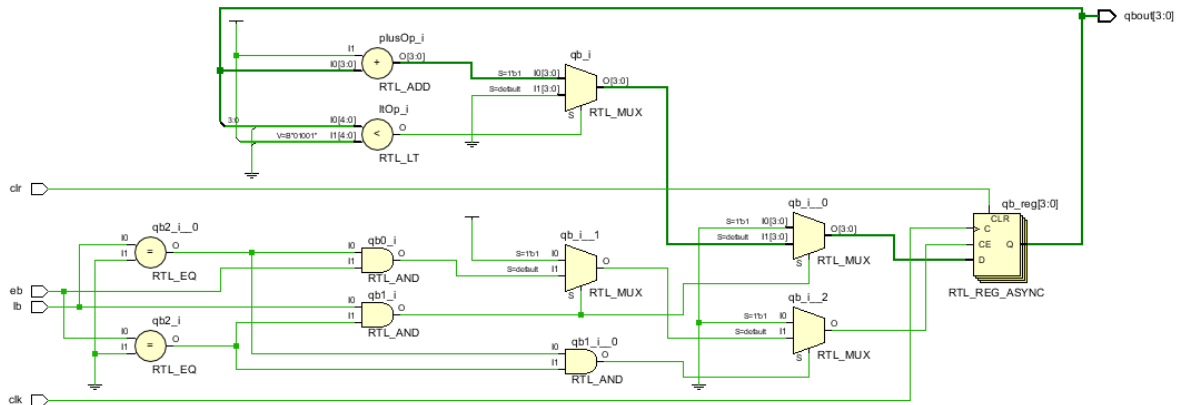 qbout[3:0]
plusOp_i
I1
I0[3:0]
+
O[3:0]
RTL_ADD
qb_i
S=1'b1
I0[3:0]
S=default
I1[3:0]
O[3:0]
S
RTL_MUX
ltOp_i
3:0
I0[4:0]
V=B"01001"
I1[4:0]
<
O
RTL_LT
clr
qb_reg[3:0]
CLR
C
CE
Q
D
RTL_REG_ASYNC
qb_i__0
S=1'b1
I0[3:0]
S=default
I1[3:0]
O[3:0]
S
RTL_MUX
qb2_i__0
I0
I1
=
O
RTL_EQ
qb0_i
I0
I1
O
RTL_AND
qb_i__1
S=1'b1
I0
S=default
I1
O
S
RTL_MUX
eb
lb
qb1_i
I0
I1
O
RTL_AND
qb_i__2
S=1'b1
I0
S=default
I1
O
S
RTL_MUX
qb2_i
I0
I1
=
O
RTL_EQ
qb1_i__0
I0
I1
O
RTL_AND
clk